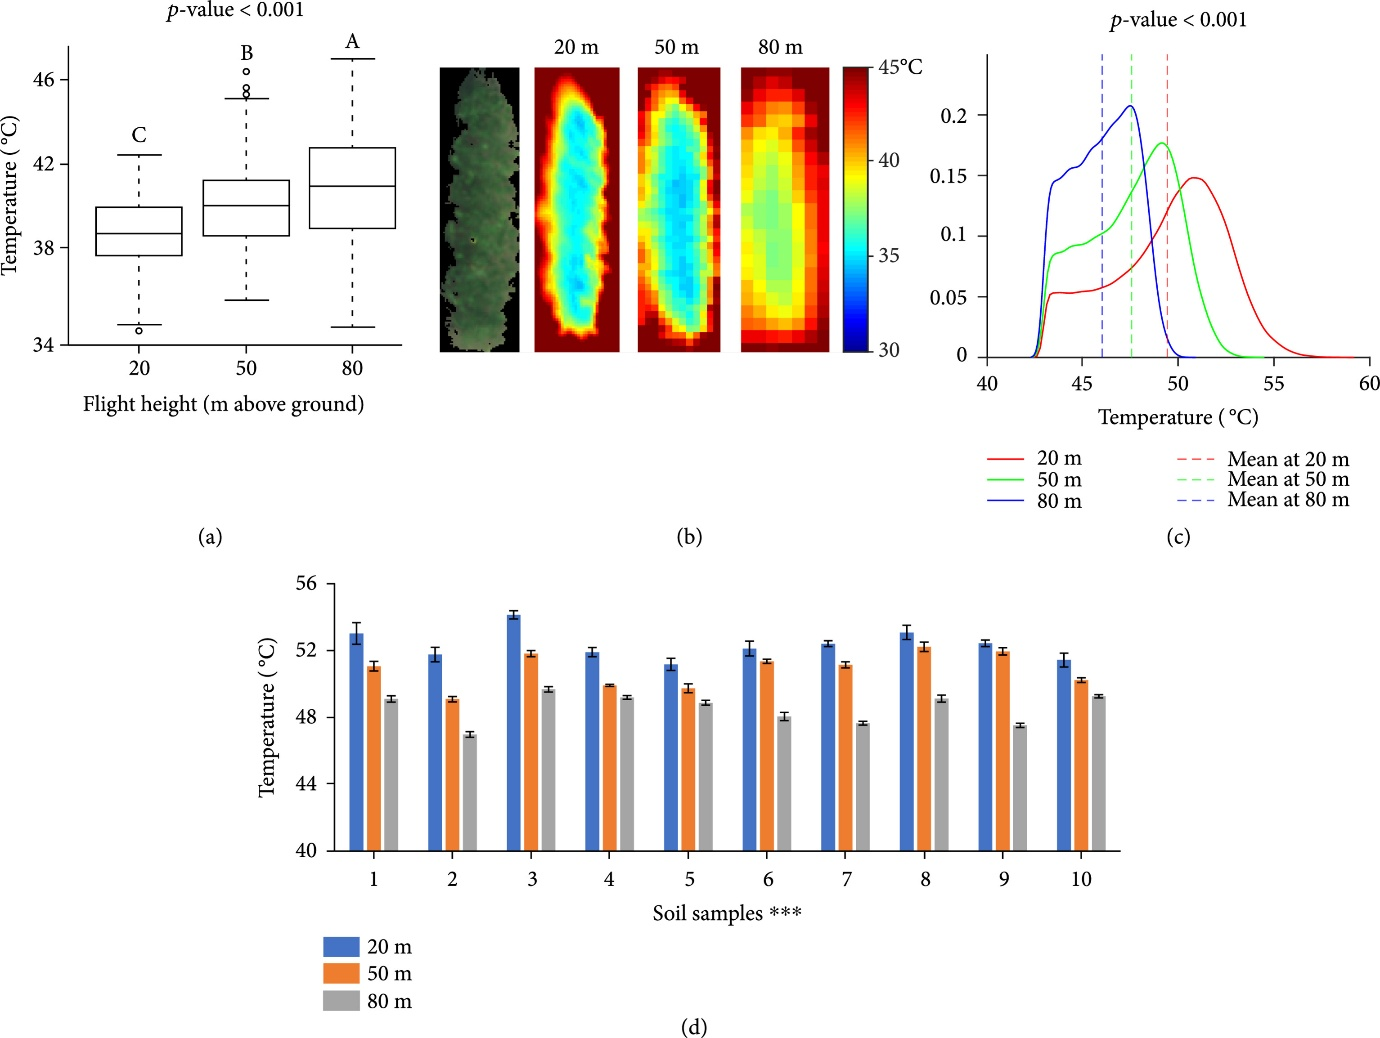 p-value < 0.001
C
B
A
46
42
38
34
Temperature (°C)
20
50
80
Flight height (m above ground)
(a)
20 m
50 m
80 m
45°C
40
35
30
(b)
p-value < 0.001
0.2
0.15
0.1
0.05
0
40
45
50
55
60
Temperature (°C)
20 m
50 m
80 m
Mean at 20 m
Mean at 50 m
Mean at 80 m
(c)
56
52
48
44
40
Temperature (°C)
1
2
3
4
5
6
7
8
9
10
Soil samples ***
20 m
50 m
80 m
(d)